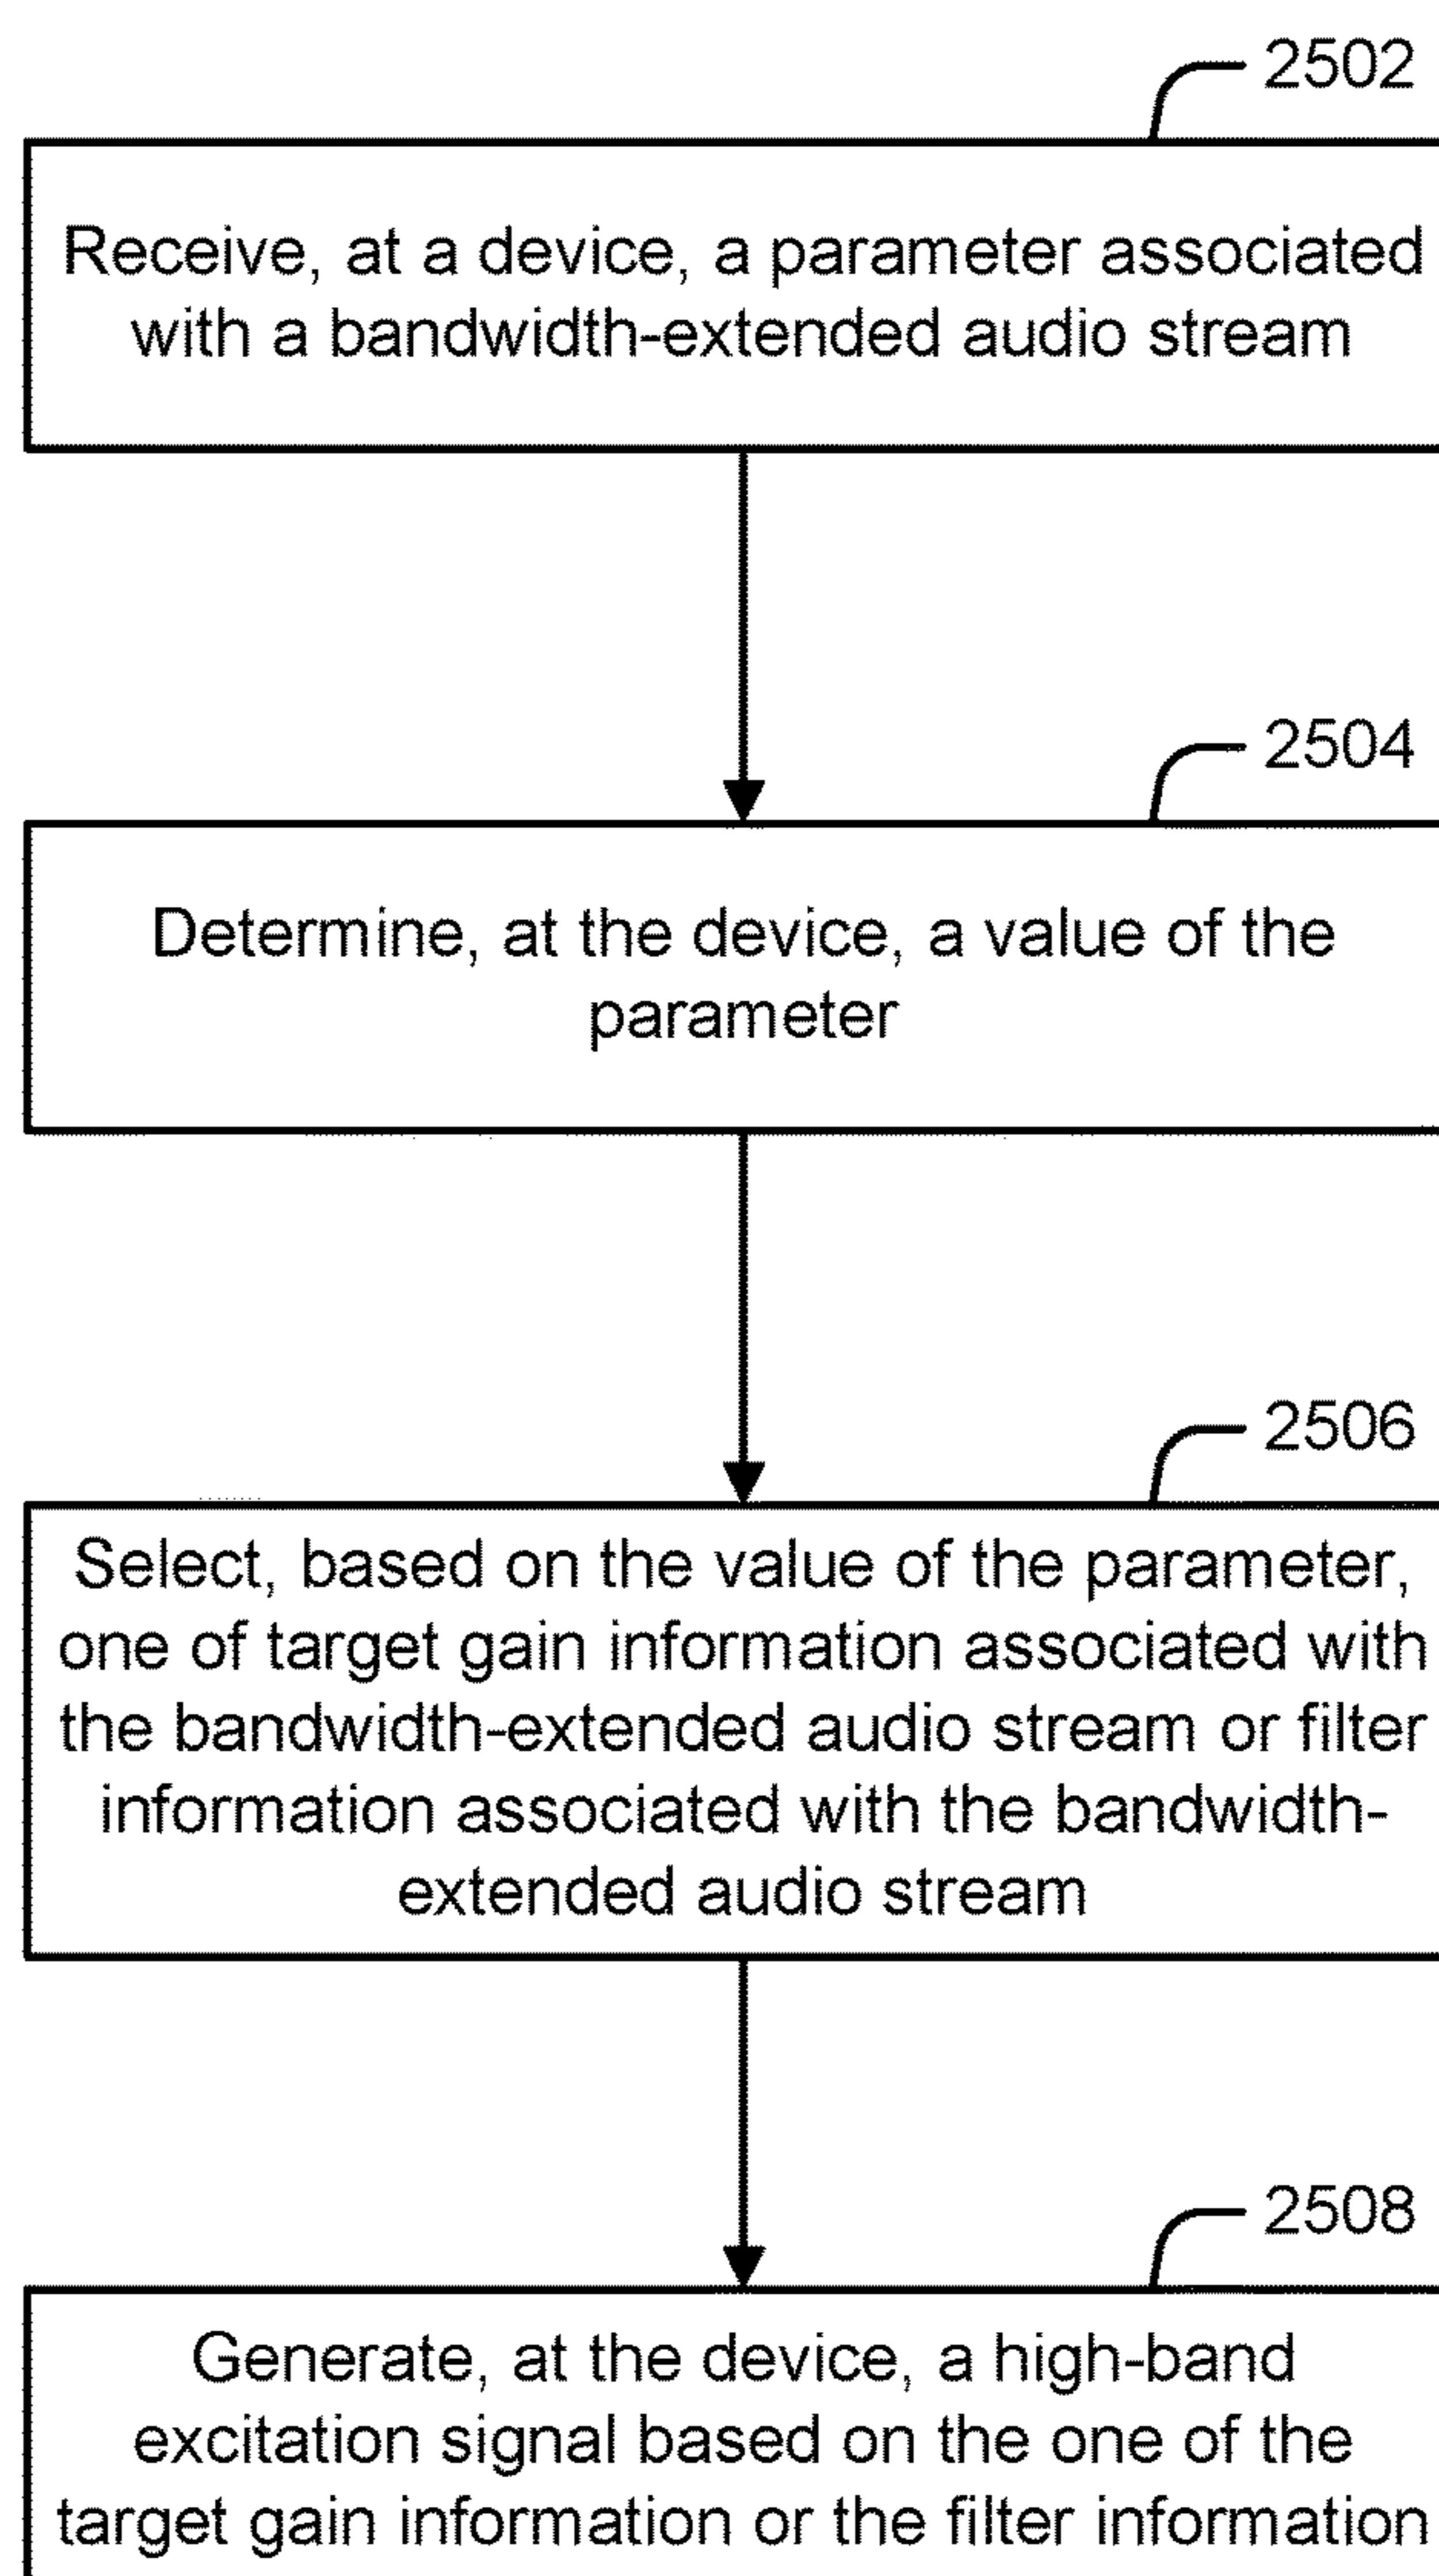 2502
Receive, at a device, a parameter associated
with a bandwidth-extended audio stream
2504
Determine, at the device, a value of the
parameter
2506
Select, based on the value of the parameter,
one of target gain information associated with
the bandwidth-extended audio stream or filter
information associated with the bandwidth-
extended audio stream
2508
Generate, at the device, a high-band
excitation signal based on the one of the
target gain information or the filter information